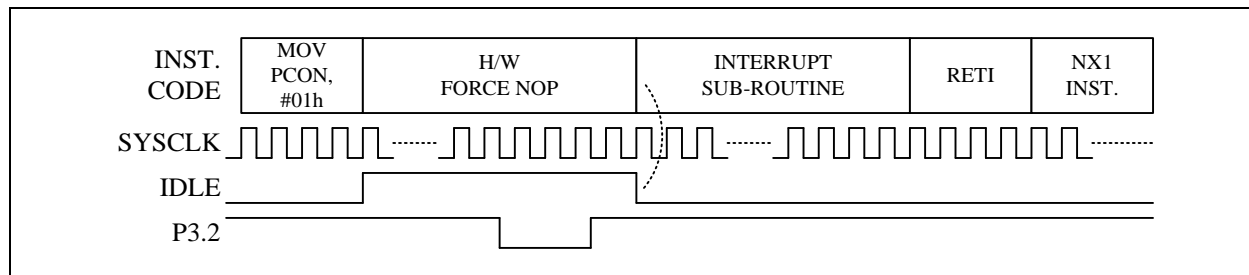 INST.
CODE
MOV
PCON,
#01h
H/W
FORCE NOP
INTERRUPT
SUB-ROUTINE
RETI
NX1
INST.
SYSCLK
IDLE
P3.2